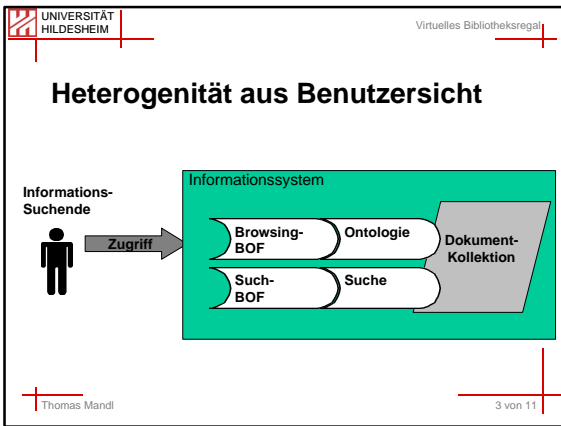 UNIVERSITÄT
HILDESHEIM
Virtuelles Bibliotheksregal
Heterogenität aus Benutzersicht
Informations-
Suchende
Zugriff
Informationssystem
Browsing-
BOF
Ontologie
Such-
BOF
Suche
Dokument-
Kollektion
Thomas Mandl
3 von 11